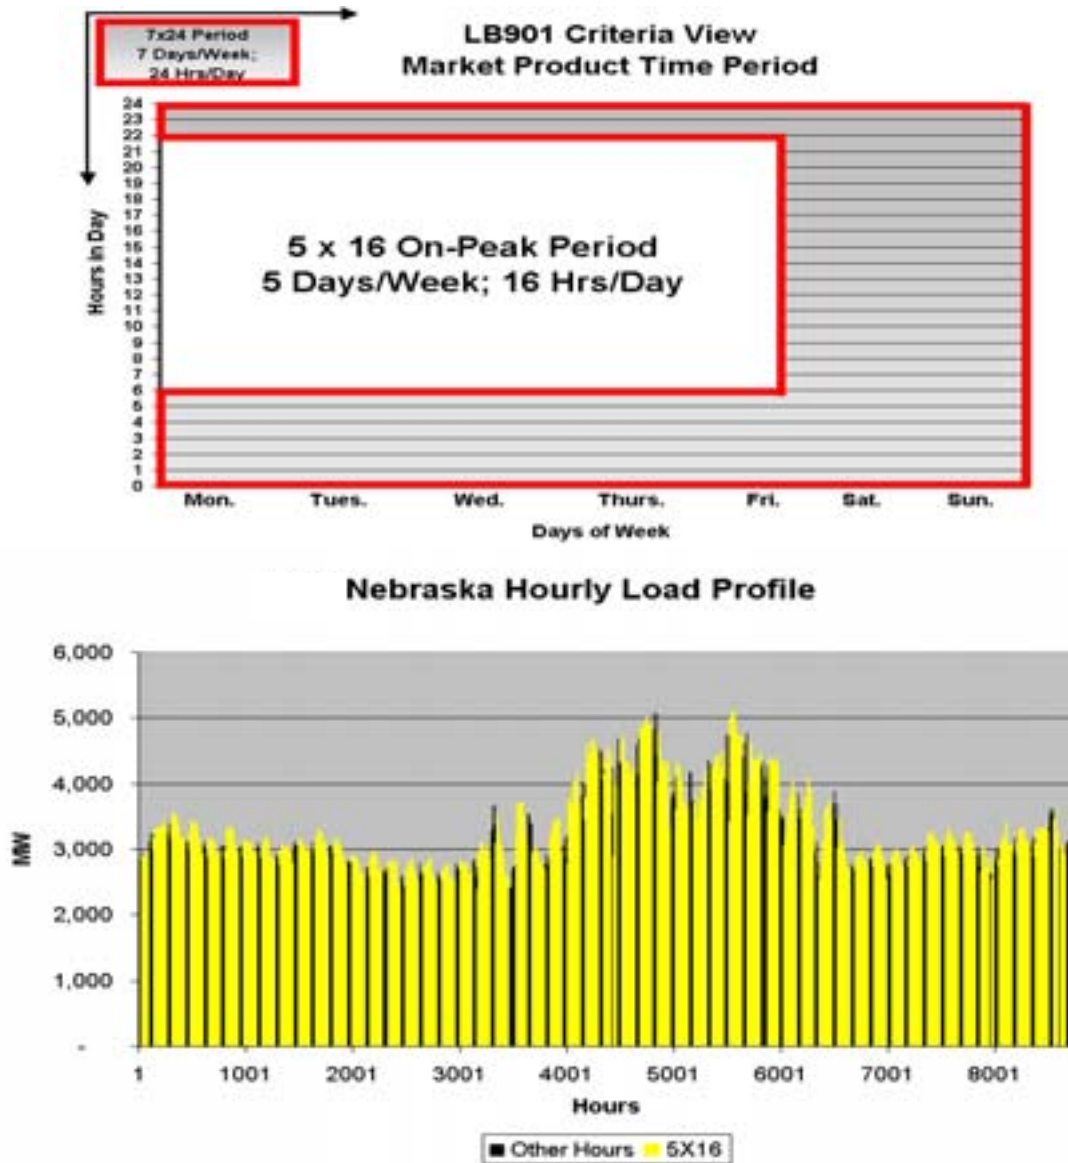 7x24 Period
7 Days/Week;
24 Hrs/Day
LB901 Criteria View
Market Product Time Period
24
23
22
21
20
19
18
17
16
15
14
13
12
11
10
9
8
7
6
5
4
3
2
1
0
Hours in Day
5 x 16 On-Peak Period
5 Days/Week; 16 Hrs/Day
Mon. Tues. Wed. Thurs. Fri. Sat. Sun.
Days of Week
Nebraska Hourly Load Profile
6,000
5,000
4,000
3,000
2,000
1,000
-
MW
1 1001 2001 3001 4001 5001 6001 7001 8001
Hours
Other Hours 5X16